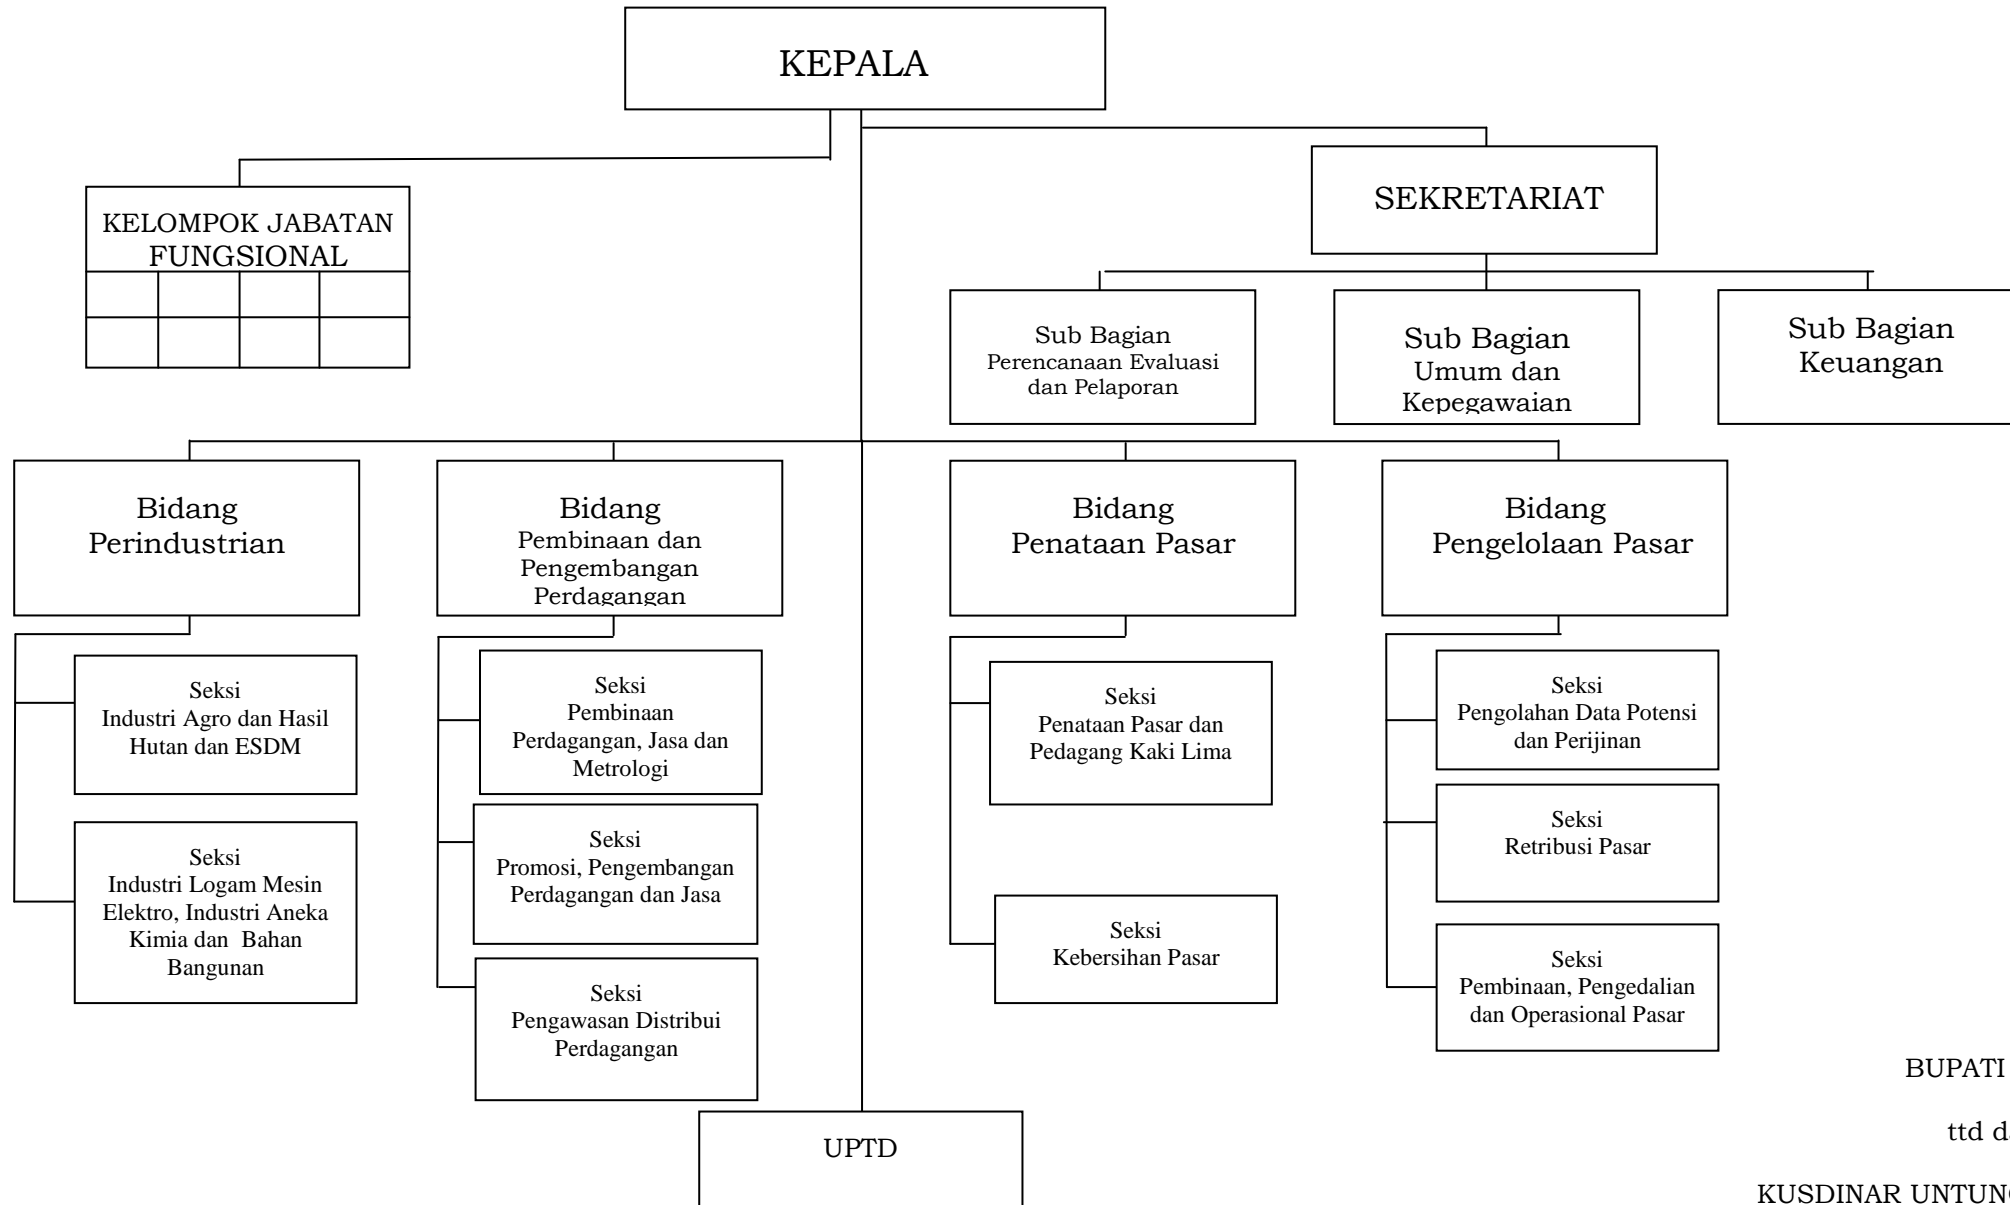 KEPALA
SEKRETARIAT
KELOMPOK JABATAN
FUNGSIONAL
Sub Bagian
Perencanaan Evaluasi
dan Pelaporan
Sub Bagian
Umum dan
Kepegawaian
Sub Bagian
Keuangan
Bidang
Perindustrian
Bidang
Pembinaan dan
Pengembangan
Perdagangan
Bidang
Penataan Pasar
Bidang
Pengelolaan Pasar
Seksi
Industri Agro dan Hasil
Hutan dan ESDM
Seksi
Industri Logam Mesin
Elektro, Industri Aneka
Kimia dan Bahan
Bangunan
Seksi
Pembinaan
Perdagangan, Jasa dan
Metrologi
Seksi
Promosi, Pengembangan
Perdagangan dan Jasa
Seksi
Pengawasan Distribui
Perdagangan
Seksi
Penataan Pasar dan
Pedagang Kaki Lima
Seksi
Kebersihan Pasar
Seksi
Pengolahan Data Potensi
dan Perijinan
Seksi
Retribusi Pasar
Seksi
Pembinaan, Pengedalian
dan Operasional Pasar
UPTD
BUPATI
ttd
KUSDINAR